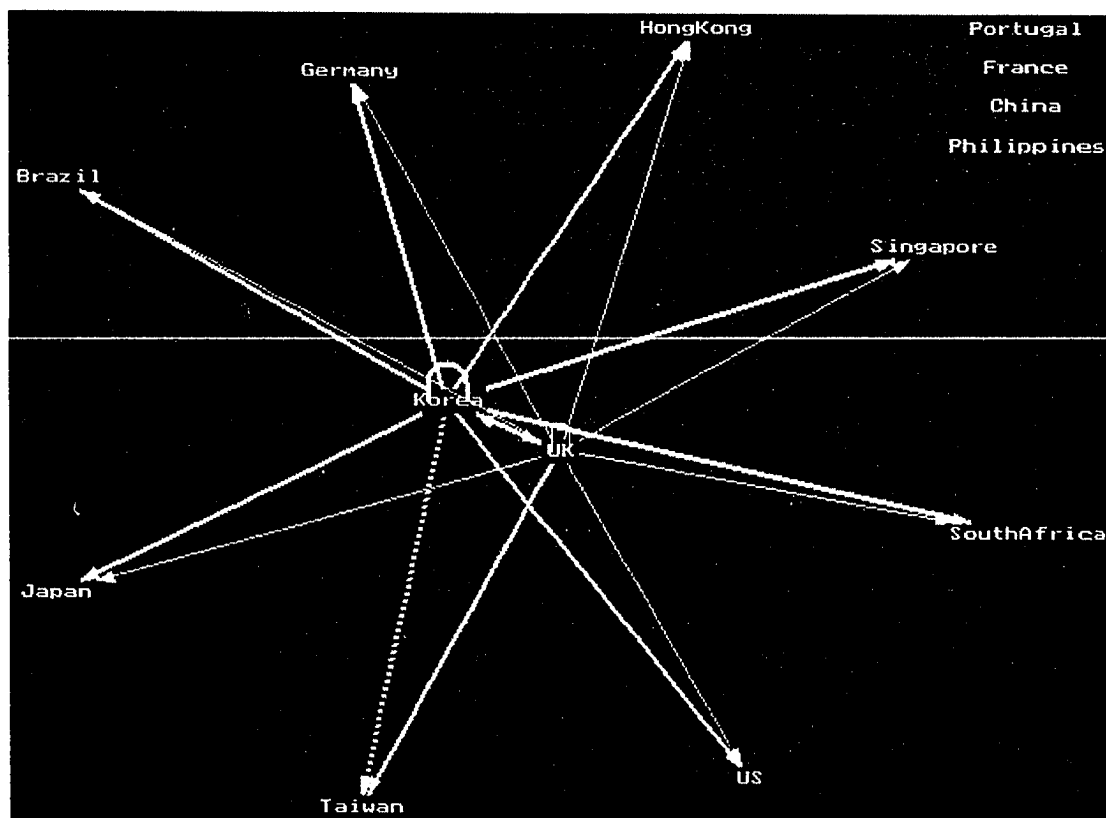 HongKong
Portugal
Germany
France
China
Philippines
Brazil
Singapore
Korea
UK
SouthAfrica
Japan
US
Taiwan